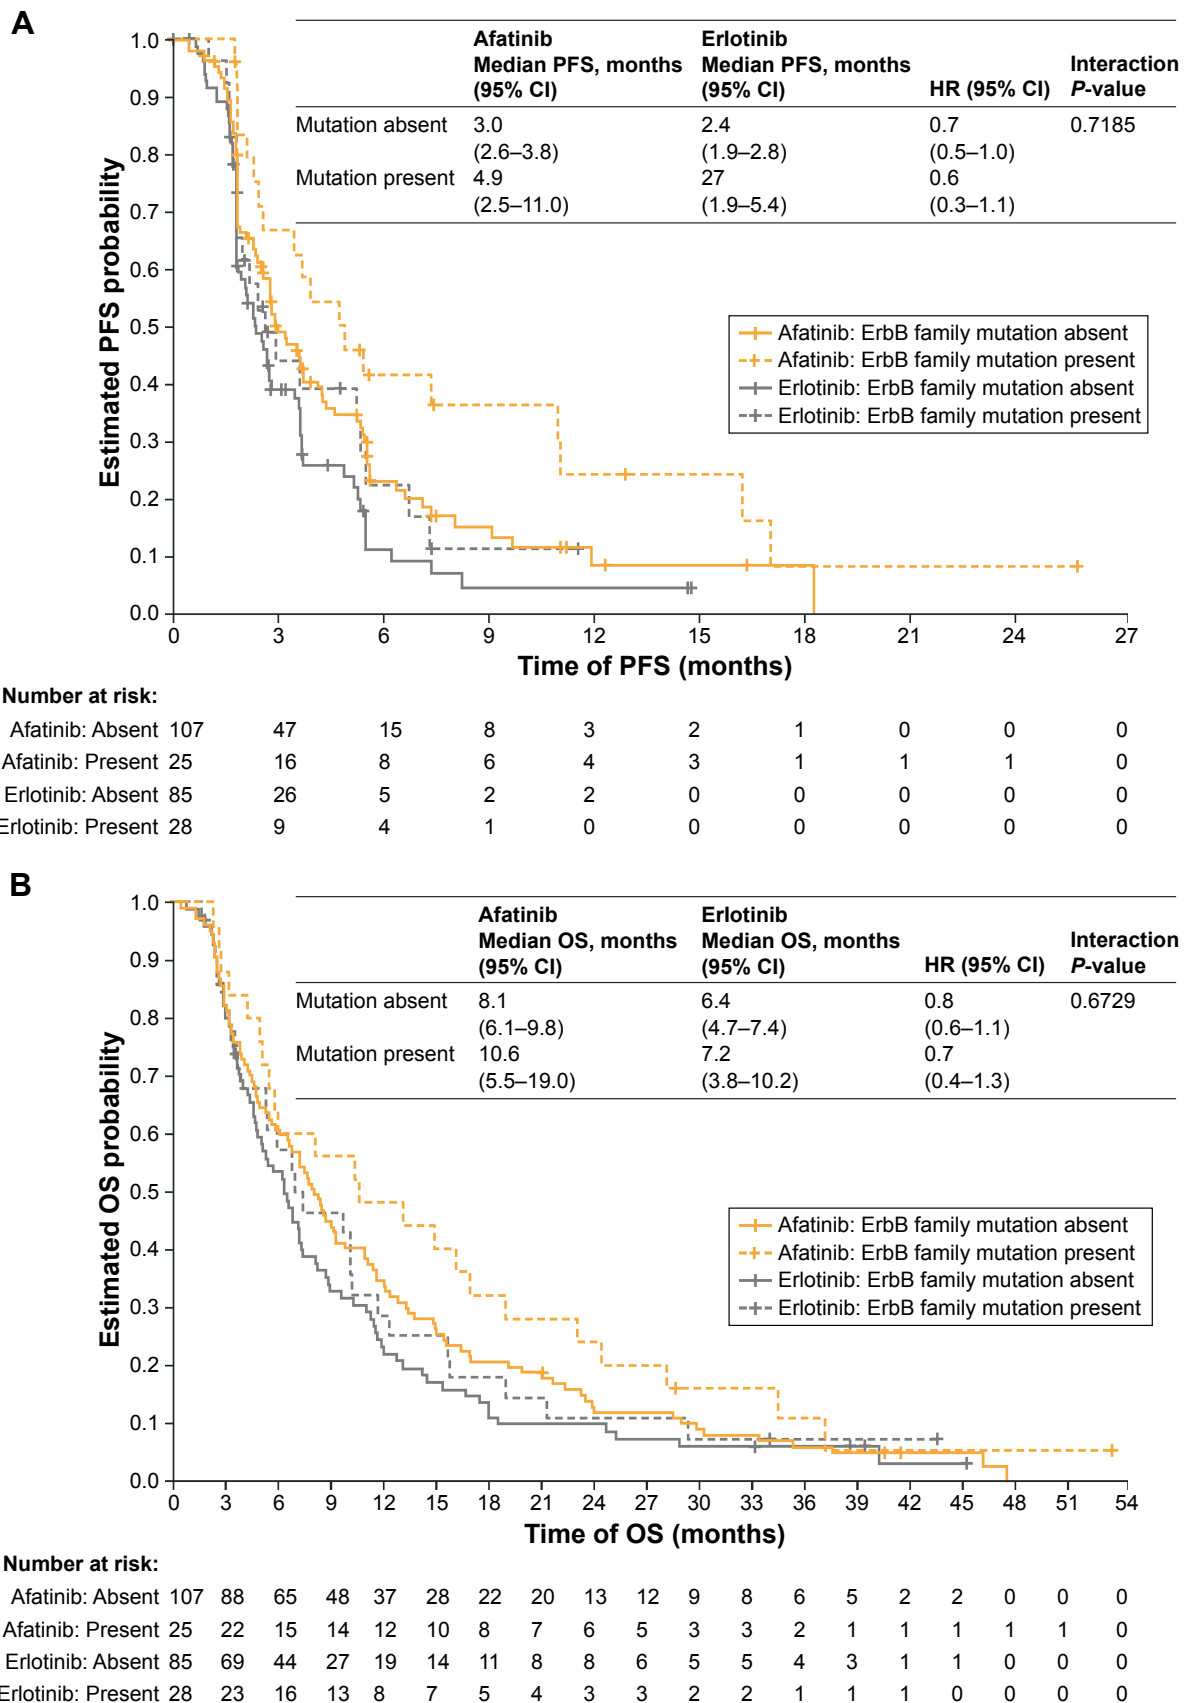 A
Afatinib Erlotinib
Median PFS, months Median PFS, months Interaction
(95% CI) (95% CI) HR (95% CI) P-value
Mutation absent 3.0 2.4 0.7 0.7185
(2.6–3.8) (1.9–2.8) (0.5–1.0)
Mutation present 4.9 27 0.6
(2.5–11.0) (1.9–5.4) (0.3–1.1)
Estimated PFS probability
1.0
0.9
0.8
0.7
0.6
0.5
0.4
0.3
0.2
0.1
0.0
Afatinib: ErbB family mutation absent
Afatinib: ErbB family mutation present
Erlotinib: ErbB family mutation absent
Erlotinib: ErbB family mutation present
0 3 6 9 12 15 18 21 24 27
Time of PFS (months)
Number at risk:
Afatinib: Absent 107 47 15 8 3 2 1 0 0 0
Afatinib: Present 25 16 8 6 4 3 1 1 1 0
Erlotinib: Absent 85 26 5 2 2 0 0 0 0 0
Erlotinib: Present 28 9 4 1 0 0 0 0 0 0
B
Afatinib Erlotinib
Median OS, months Median OS, months Interaction
(95% CI) (95% CI) HR (95% CI) P-value
Mutation absent 8.1 6.4 0.8 0.6729
(6.1–9.8) (4.7–7.4) (0.6–1.1)
Mutation present 10.6 7.2 0.7
(5.5–19.0) (3.8–10.2) (0.4–1.3)
Estimated OS probability
1.0
0.9
0.8
0.7
0.6
0.5
0.4
0.3
0.2
0.1
0.0
Afatinib: ErbB family mutation absent
Afatinib: ErbB family mutation present
Erlotinib: ErbB family mutation absent
Erlotinib: ErbB family mutation present
0 3 6 9 12 15 18 21 24 27 30 33 36 39 42 45 48 51 54
Time of OS (months)
Number at risk:
Afatinib: Absent 107 88 65 48 37 28 22 20 13 12 9 8 6 5 2 2 0 0 0
Afatinib: Present 25 22 15 14 12 10 8 7 6 5 3 3 2 1 1 1 1 1 0
Erlotinib: Absent 85 69 44 27 19 14 11 8 8 6 5 5 4 3 1 1 0 0 0
Erlotinib: Present 28 23 16 13 8 7 5 4 3 3 2 2 1 1 1 0 0 0 0